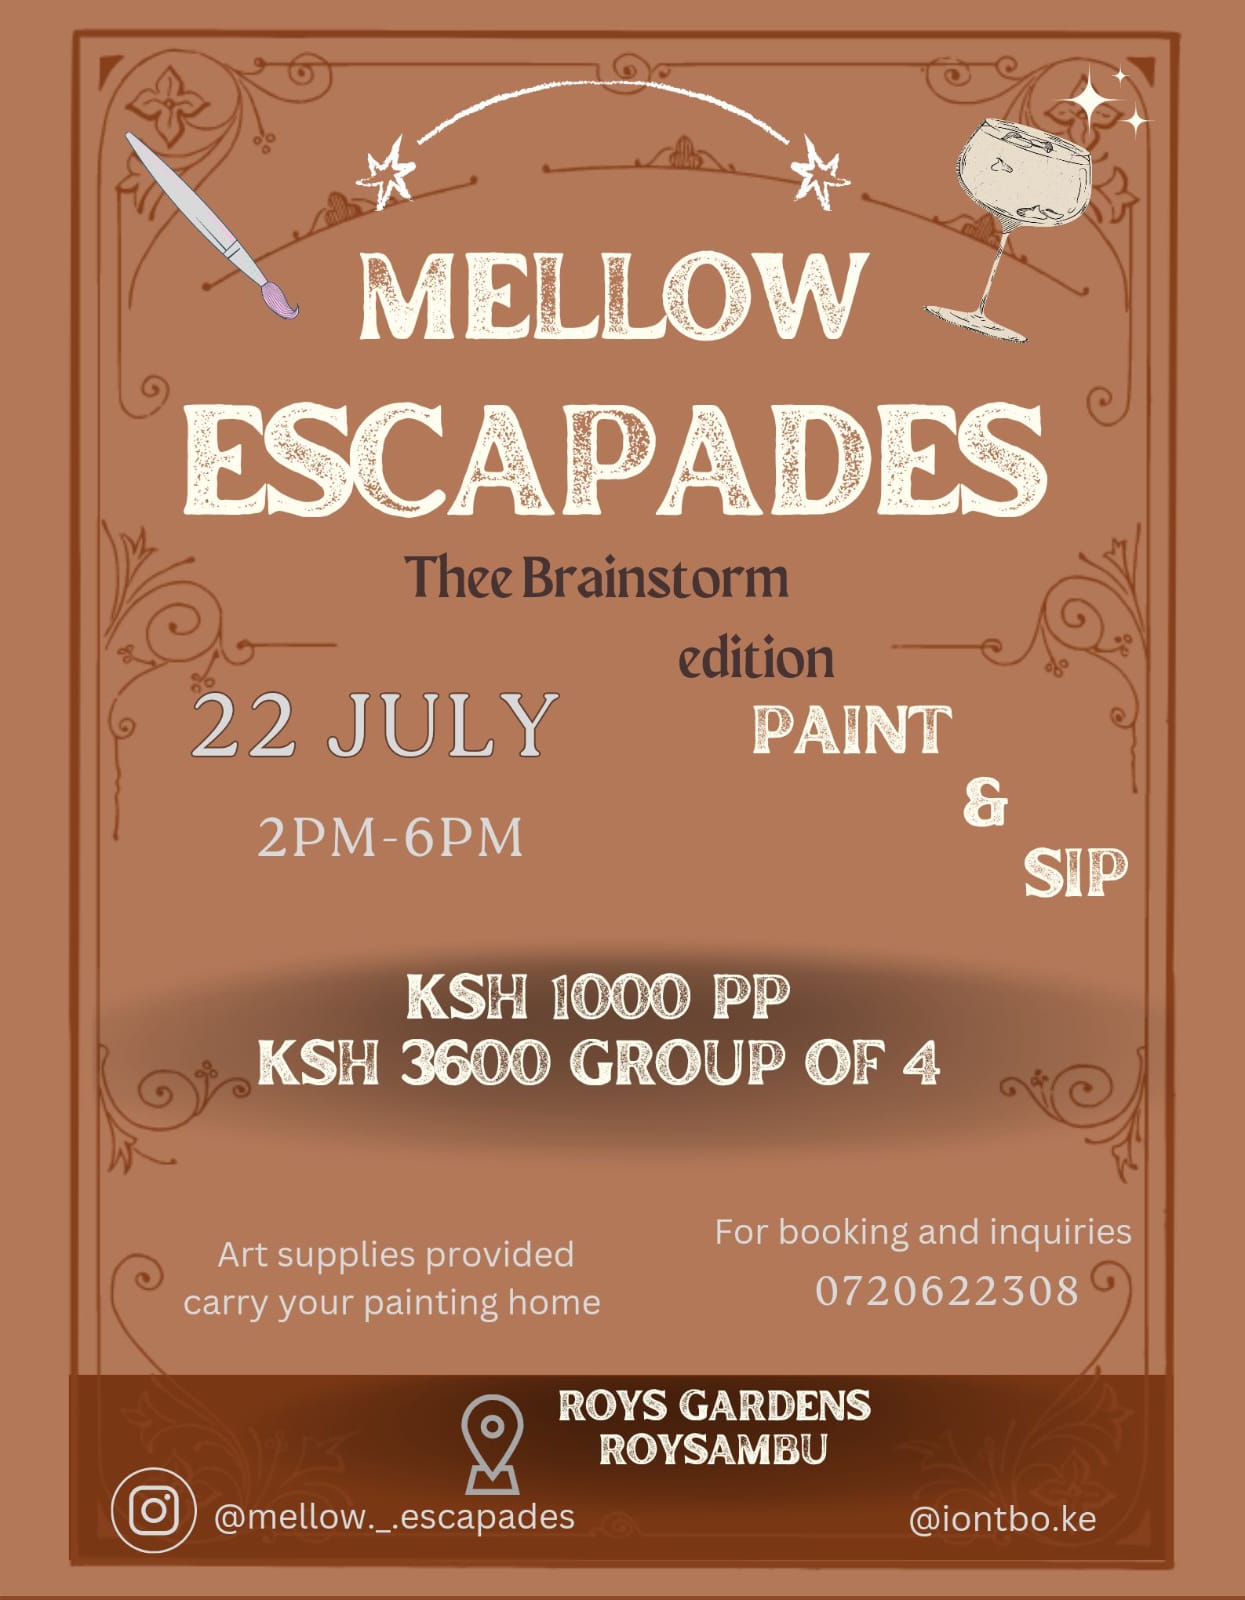 MELLOW
ESCAPADES
Thee Brainstorm
edition
22 JULY
2PM-6PM
PAINT
&
SIP
KSH 1000 PP
KSH 3600 GROUP OF 4
Art supplies provided
carry your painting home
For booking and inquiries
0720622308
ROYS GARDENS
ROYSAMBU
@mellow._.escapades
@iontbo.ke